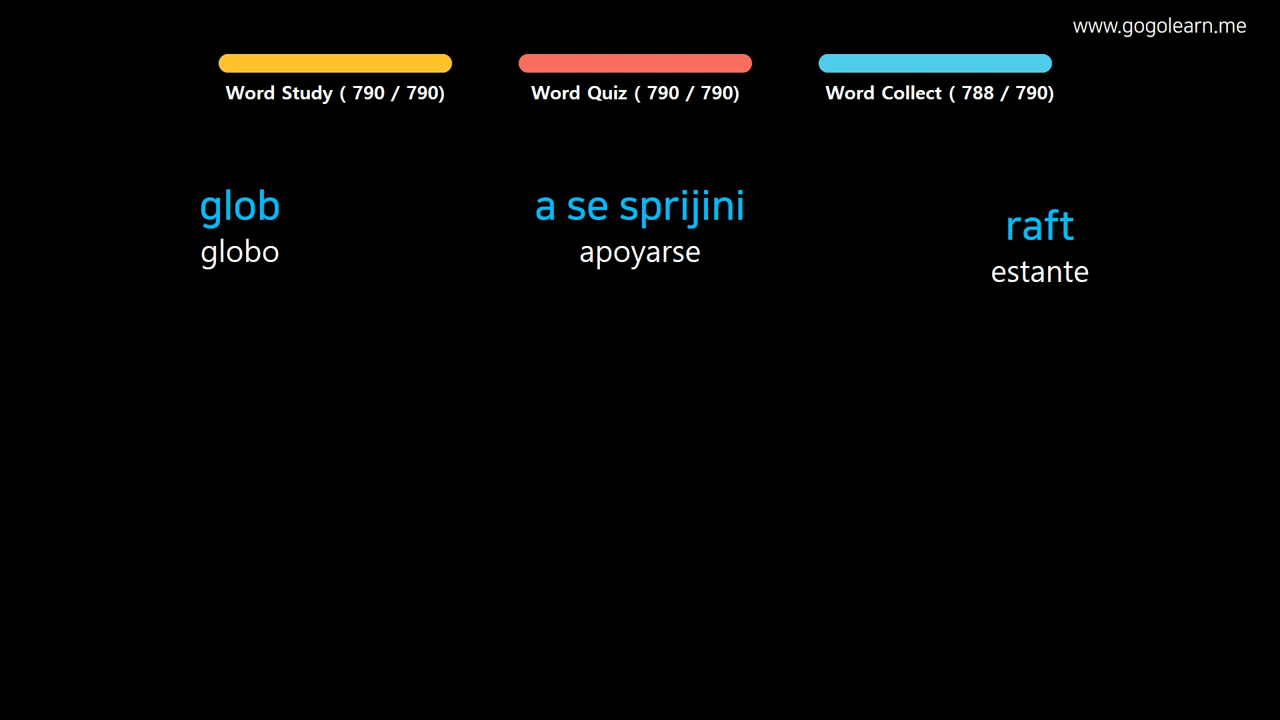 www.gogolearn.me
Word Study ( 790 / 790)
Word Quiz ( 790 / 790)
Word Collect ( 788 / 790)
glob
globo
a se sprijini
apoyarse
raft
estante